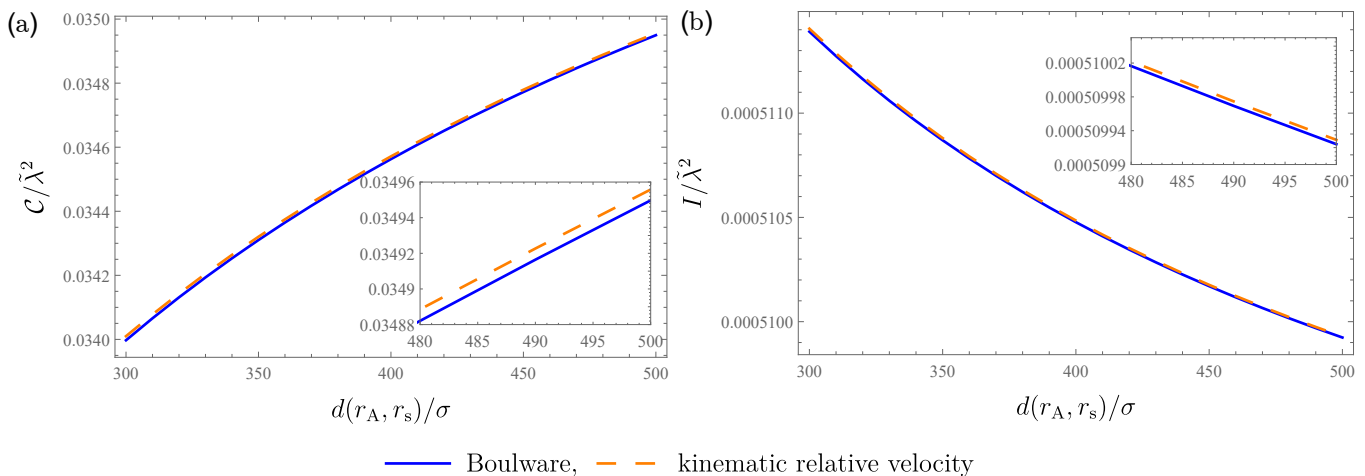 (a)
0.0350
0.0348
0.0346
0.0344
0.0342
0.0340
C/λ̃²
300 350 400 450 500
d(r_A, r_s)/σ
0.03496
0.03494
0.03492
0.0349
0.03488
480 485 490 495 500
(b)
0.0005110
0.0005105
0.0005100
I/λ̃²
300 350 400 450 500
d(r_A, r_s)/σ
0.00051002
0.00050998
0.00050994
0.0005099
480 485 490 495 500
Boulware, kinematic relative velocity